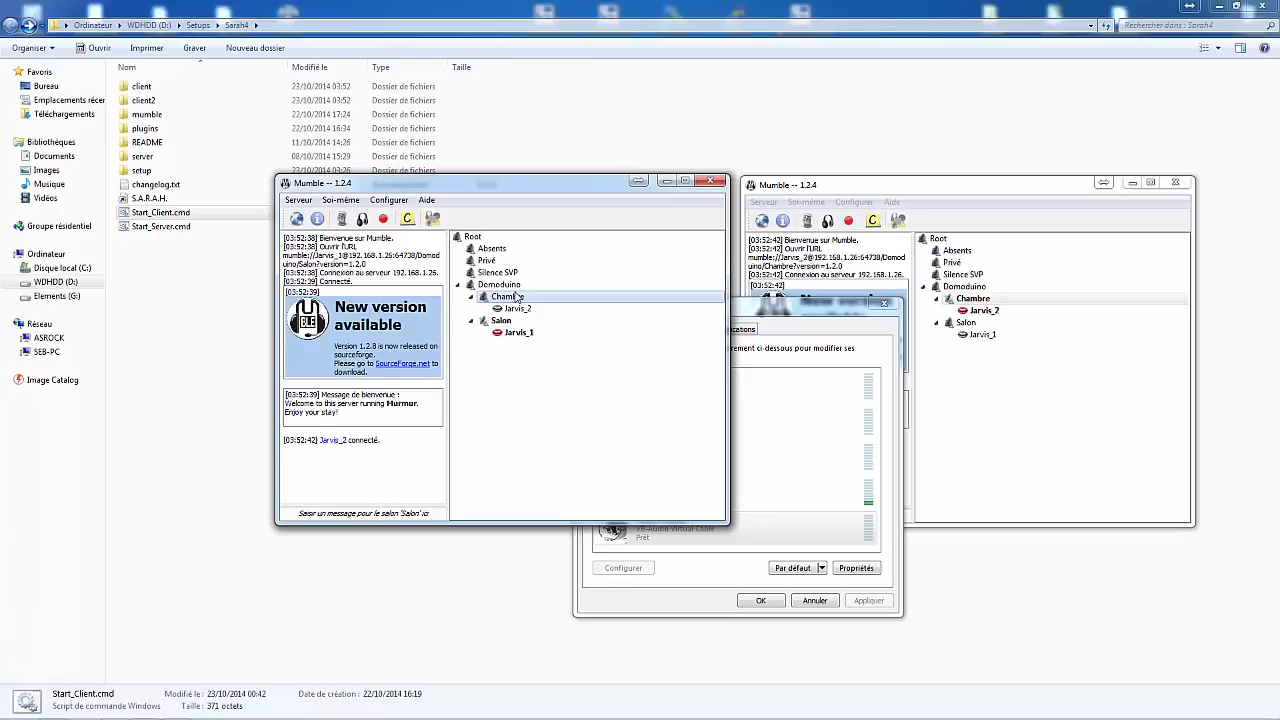 Ordinateur ▸ WDHDD (D:) ▸ Setups ▸ Sarah4 ▸
Rechercher dans : Sarah4
Organiser ▾ Ouvrir Imprimer Graver Nouveau dossier
Nom Modifié le Type Taille
Favoris
Bureau
Emplacements récer
Téléchargements
Bibliothèques
Documents
Images
Musique
Vidéos
Groupe résidentiel
Ordinateur
Disque local (C:)
WDHDD (D:)
Elements (G:)
Réseau
ASROCK
SEB-PC
Image Catalog
client 23/10/2014 03:52 Dossier de fichiers
client2 23/10/2014 03:52 Dossier de fichiers
mumble 22/10/2014 17:24 Dossier de fichiers
plugins 22/10/2014 16:34 Dossier de fichiers
README 11/10/2014 14:26 Dossier de fichiers
server 08/10/2014 15:29 Dossier de fichiers
setup 23/10/2014 03:26 Dossier de fichiers
changelog.txt
S.A.R.A.H.
Start_Client.cmd
Start_Server.cmd
Mumble -- 1.2.4
Serveur Soi-même Configurer Aide
[03:52:38] Bienvenue sur Mumble.
[03:52:38] Ouvrir l'URL
mumble://Jarvis_1@192.168.1.26:64738/Domod
uino/Salon?version=1.2.0
[03:52:38] Connexion au serveur 192.168.1.26.
[03:52:39] Connecté.
[03:52:39]
New version
available
Version 1.2.8 is now released on
sourceforge.
Please go to SourceForge.net to
download.
[03:52:39] Message de bienvenue :
Welcome to this server running Murmur.
Enjoy your stay!
[03:52:42] Jarvis_2 connecté.
Saisir un message pour le salon 'Salon' ici
Root
Absents
Privé
Silence SVP
Domoduino
Chambre
Jarvis_2
Salon
Jarvis_1
Mumble -- 1.2.4
Serveur Soi-même Configurer Aide
[03:52:42] Bienvenue sur Mumble.
[03:52:42] Ouvrir l'URL
mumble://Jarvis_2@192.168.1.26:64738/Domod
uino/Chambre?version=1.2.0
[03:52:42] Connexion au serveur 192.168.1.26.
Root
Absents
Privé
Silence SVP
Domoduino
Chambre
Jarvis_2
Salon
Jarvis_1
ications
rement ci-dessous pour modifier ses
VB-Audio Virtual Cable
Prêt
Configurer Par défaut Propriétés
OK Annuler Appliquer
Start_Client.cmd Modifié le : 23/10/2014 00:42 Date de création : 22/10/2014 16:19
Script de commande Windows Taille : 371 octets